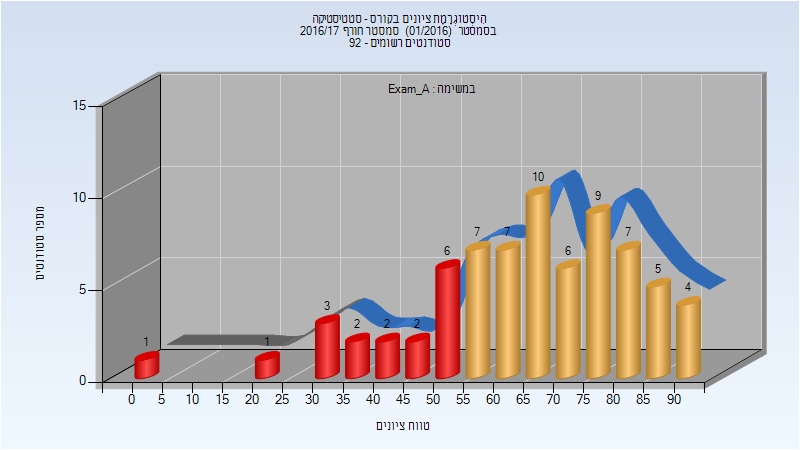 היסטוגרמת ציונים בקורס - סטטיסטיקה
בסמסטר (01/2016) סמסטר חורף 2016/17
סטודנטים רשומים - 92
במשימה : Exam_A
15
10
5
0
מספר סטודנטים
1 1 3 2 2 2 6 7 7 10 6 9 7 5 4
0 5 10 15 20 25 30 35 40 45 50 55 60 65 70 75 80 85 90
טווח ציונים